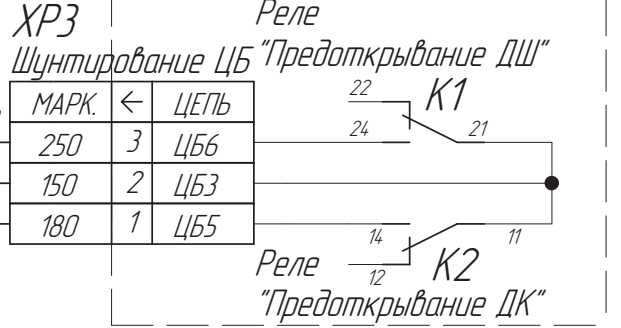 ХР3
Реле
Шунтирование ЦБ
"Предоткрывание ДШ"
МАРК. ← ЦЕПЬ
22 К1
250 3 ЦБ6
24 21
150 2 ЦБ3
180 1 ЦБ5
14 11
Реле
12 К2
"Предоткрывание ДК"